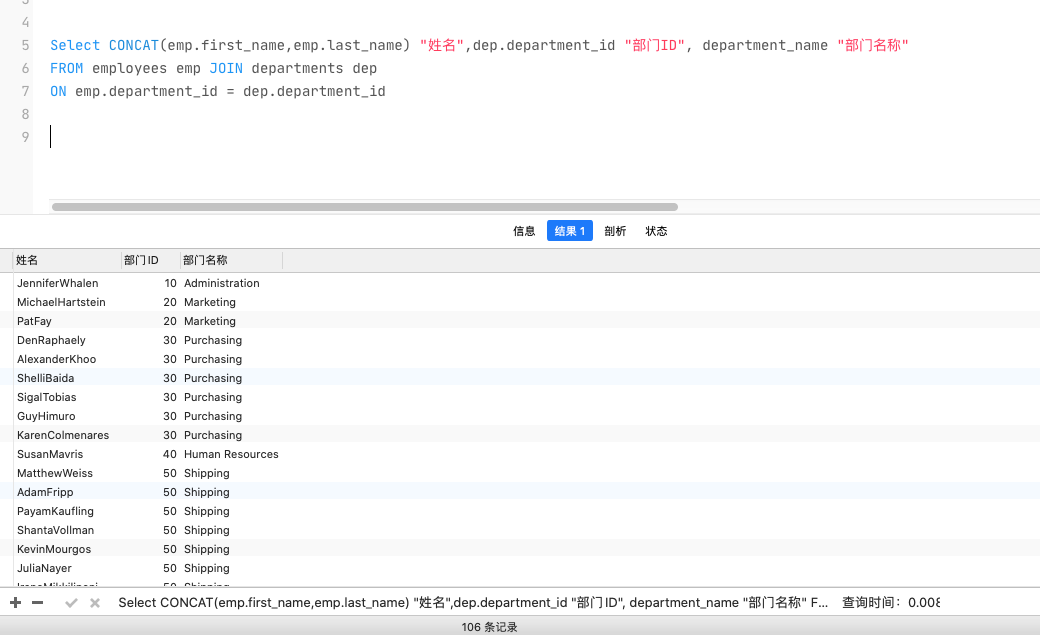 3
4
5 Select CONCAT(emp.first_name,emp.last_name) "姓名",dep.department_id "部门ID", department_name "部门名称"
6 FROM employees emp JOIN departments dep
7 ON emp.department_id = dep.department_id
8
9
信息 结果 1 剖析 状态
姓名 部门ID 部门名称
JenniferWhalen 10 Administration
MichaelHartstein 20 Marketing
PatFay 20 Marketing
DenRaphaely 30 Purchasing
AlexanderKhoo 30 Purchasing
ShelliBaida 30 Purchasing
SigalTobias 30 Purchasing
GuyHimuro 30 Purchasing
KarenColmenares 30 Purchasing
SusanMavris 40 Human Resources
MatthewWeiss 50 Shipping
AdamFripp 50 Shipping
PayamKaufling 50 Shipping
ShantaVollman 50 Shipping
KevinMourgos 50 Shipping
JuliaNayer 50 Shipping
IreneMikkilineni 50 Shipping
Select CONCAT(emp.first_name,emp.last_name) "姓名",dep.department_id "部门ID", department_name "部门名称" F... 查询时间：0.008
106 条记录